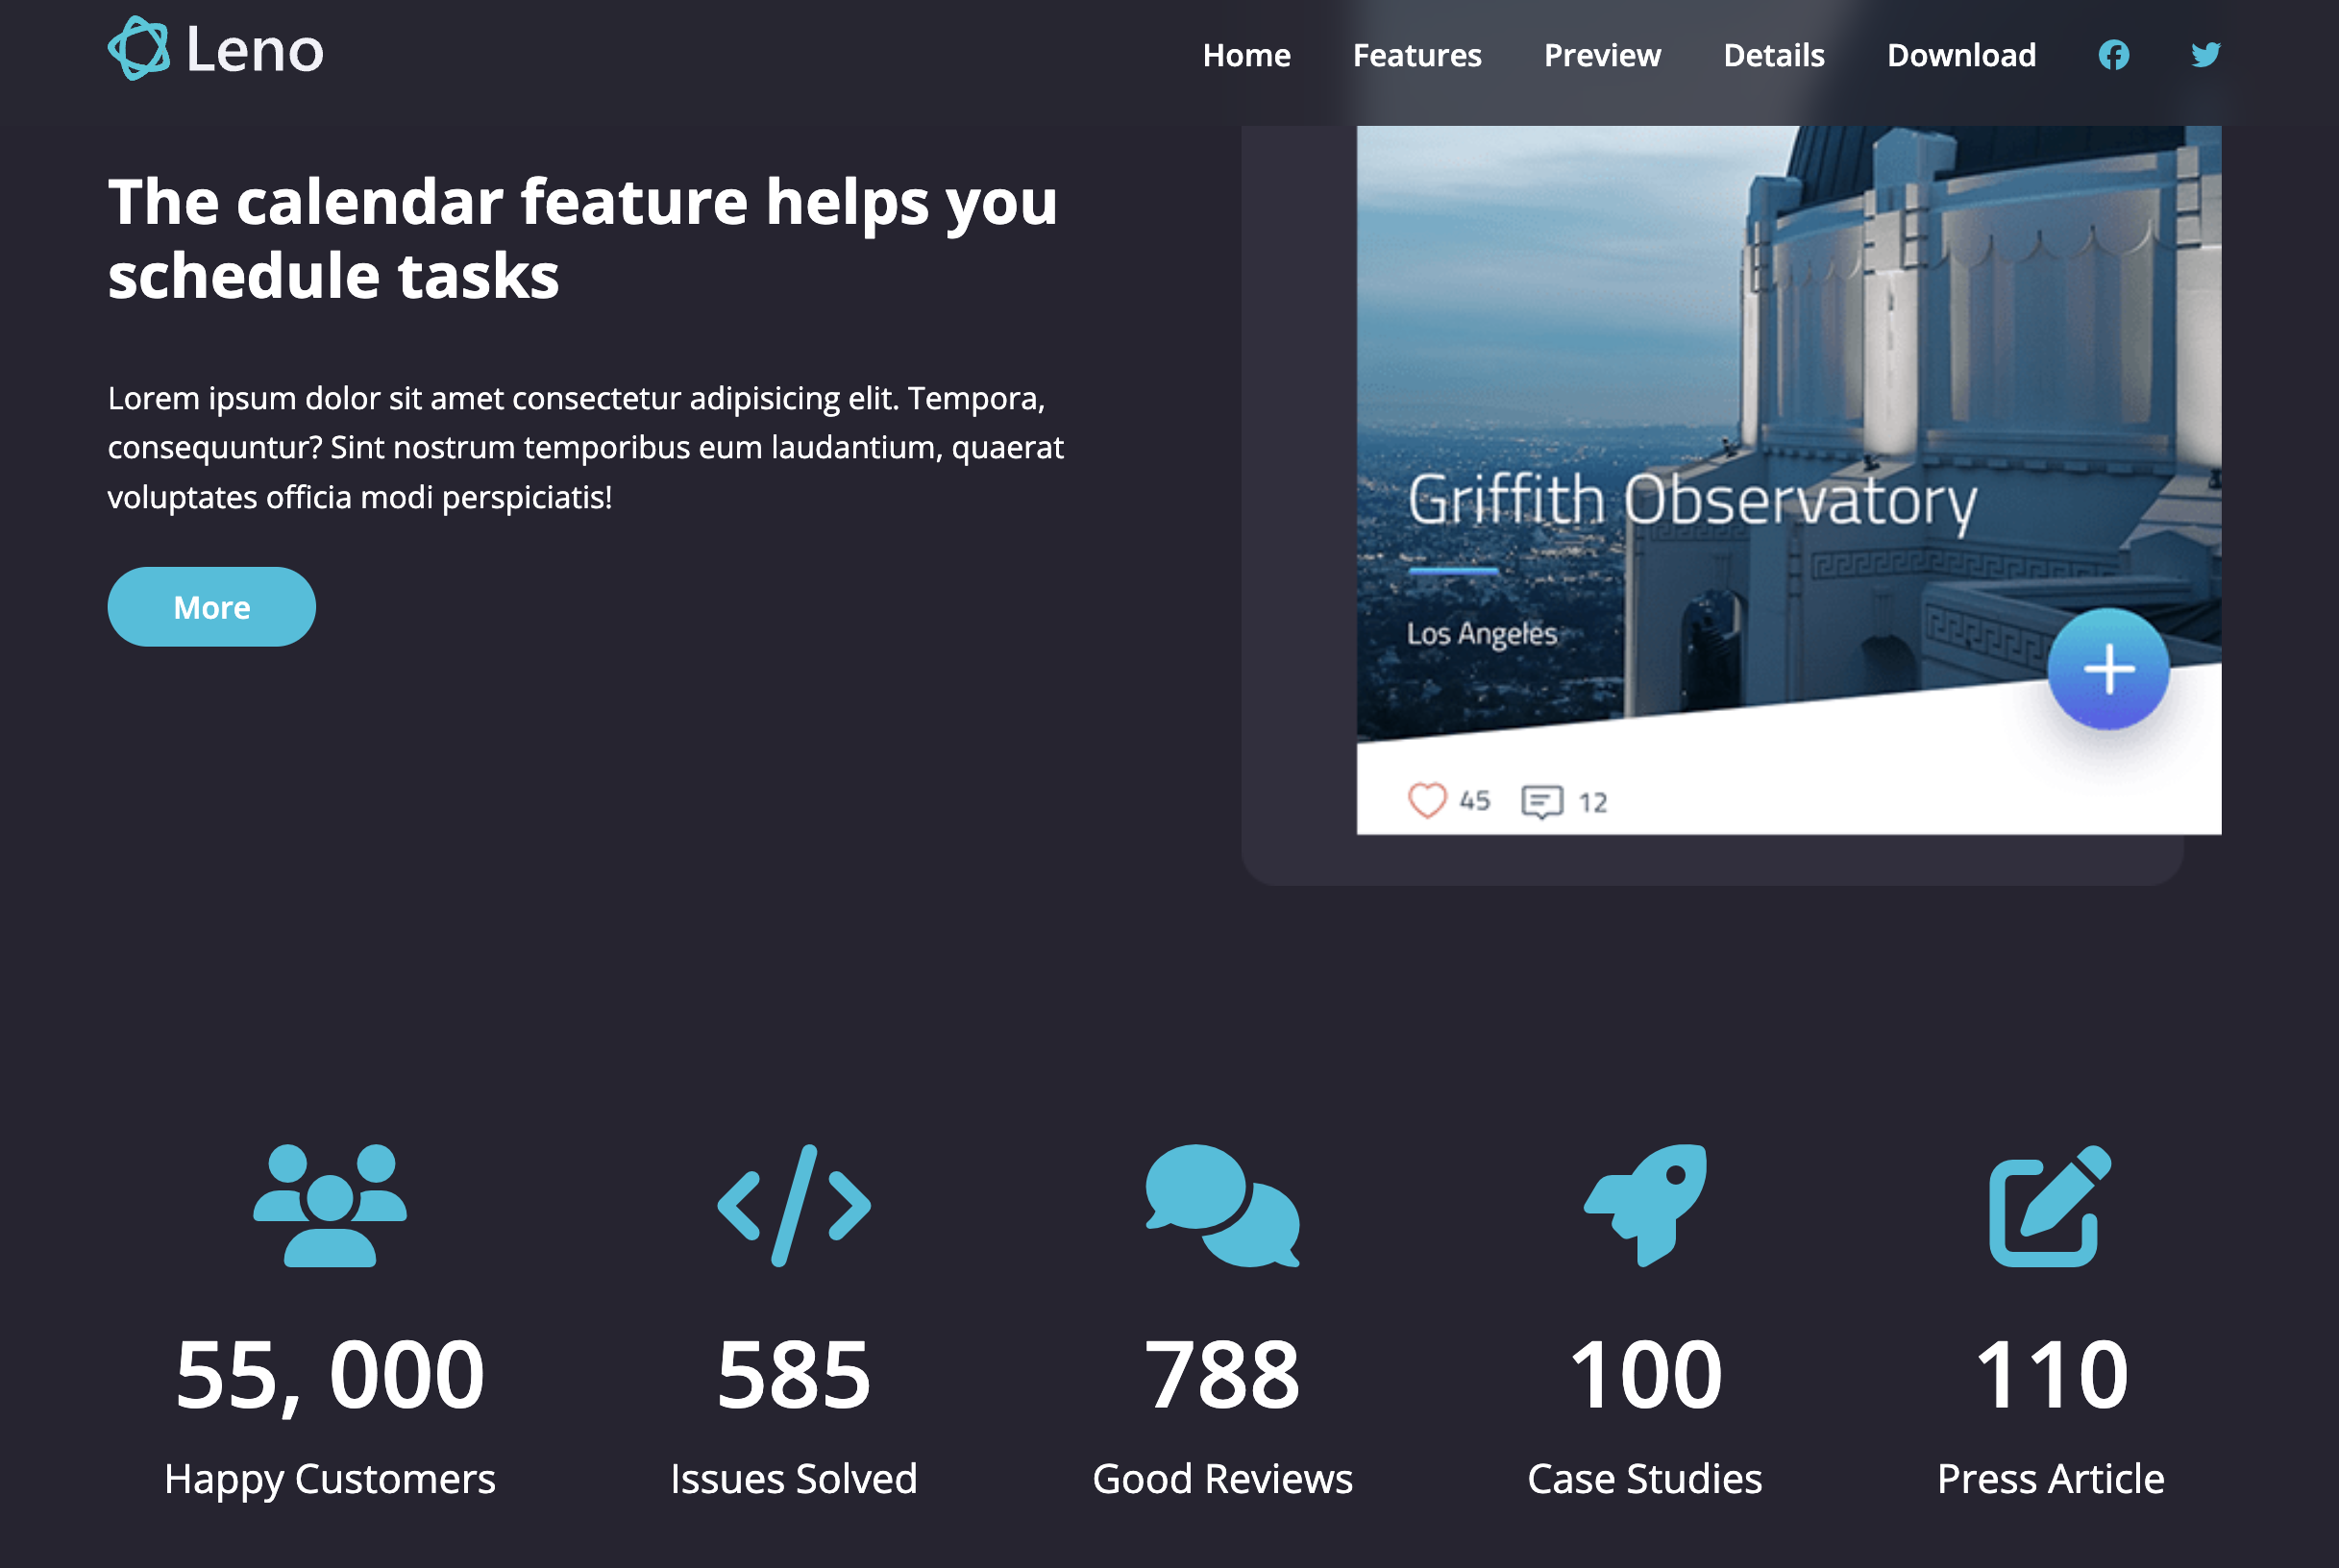 Leno
Home Features Preview Details Download
The calendar feature helps you
schedule tasks
Lorem ipsum dolor sit amet consectetur adipisicing elit. Tempora,
consequuntur? Sint nostrum temporibus eum laudantium, quaerat
voluptates officia modi perspiciatis!
More
Griffith Observatory
Los Angeles
45 12
55, 000 585 788 100 110
Happy Customers Issues Solved Good Reviews Case Studies Press Article